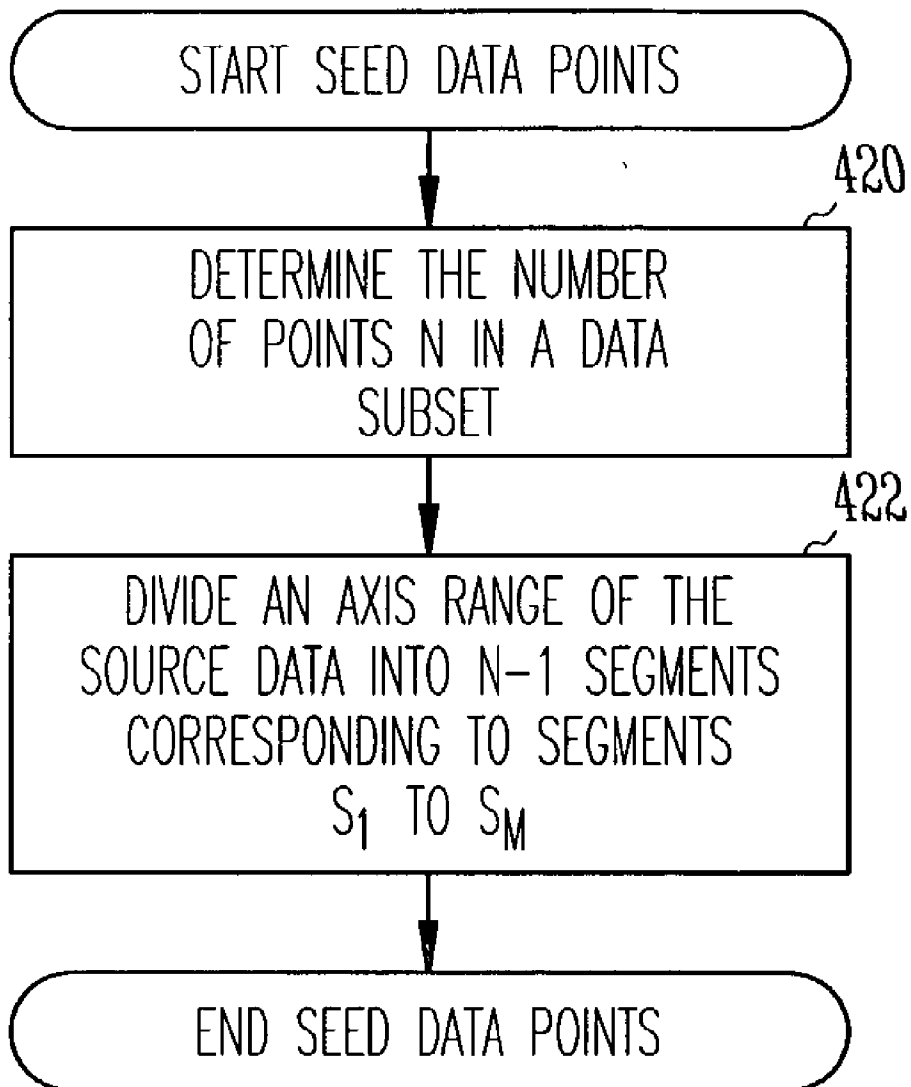 START SEED DATA POINTS
420
DETERMINE THE NUMBER
OF POINTS N IN A DATA
SUBSET
422
DIVIDE AN AXIS RANGE OF THE
SOURCE DATA INTO N-1 SEGMENTS
CORRESPONDING TO SEGMENTS
S₁ TO S_M
END SEED DATA POINTS